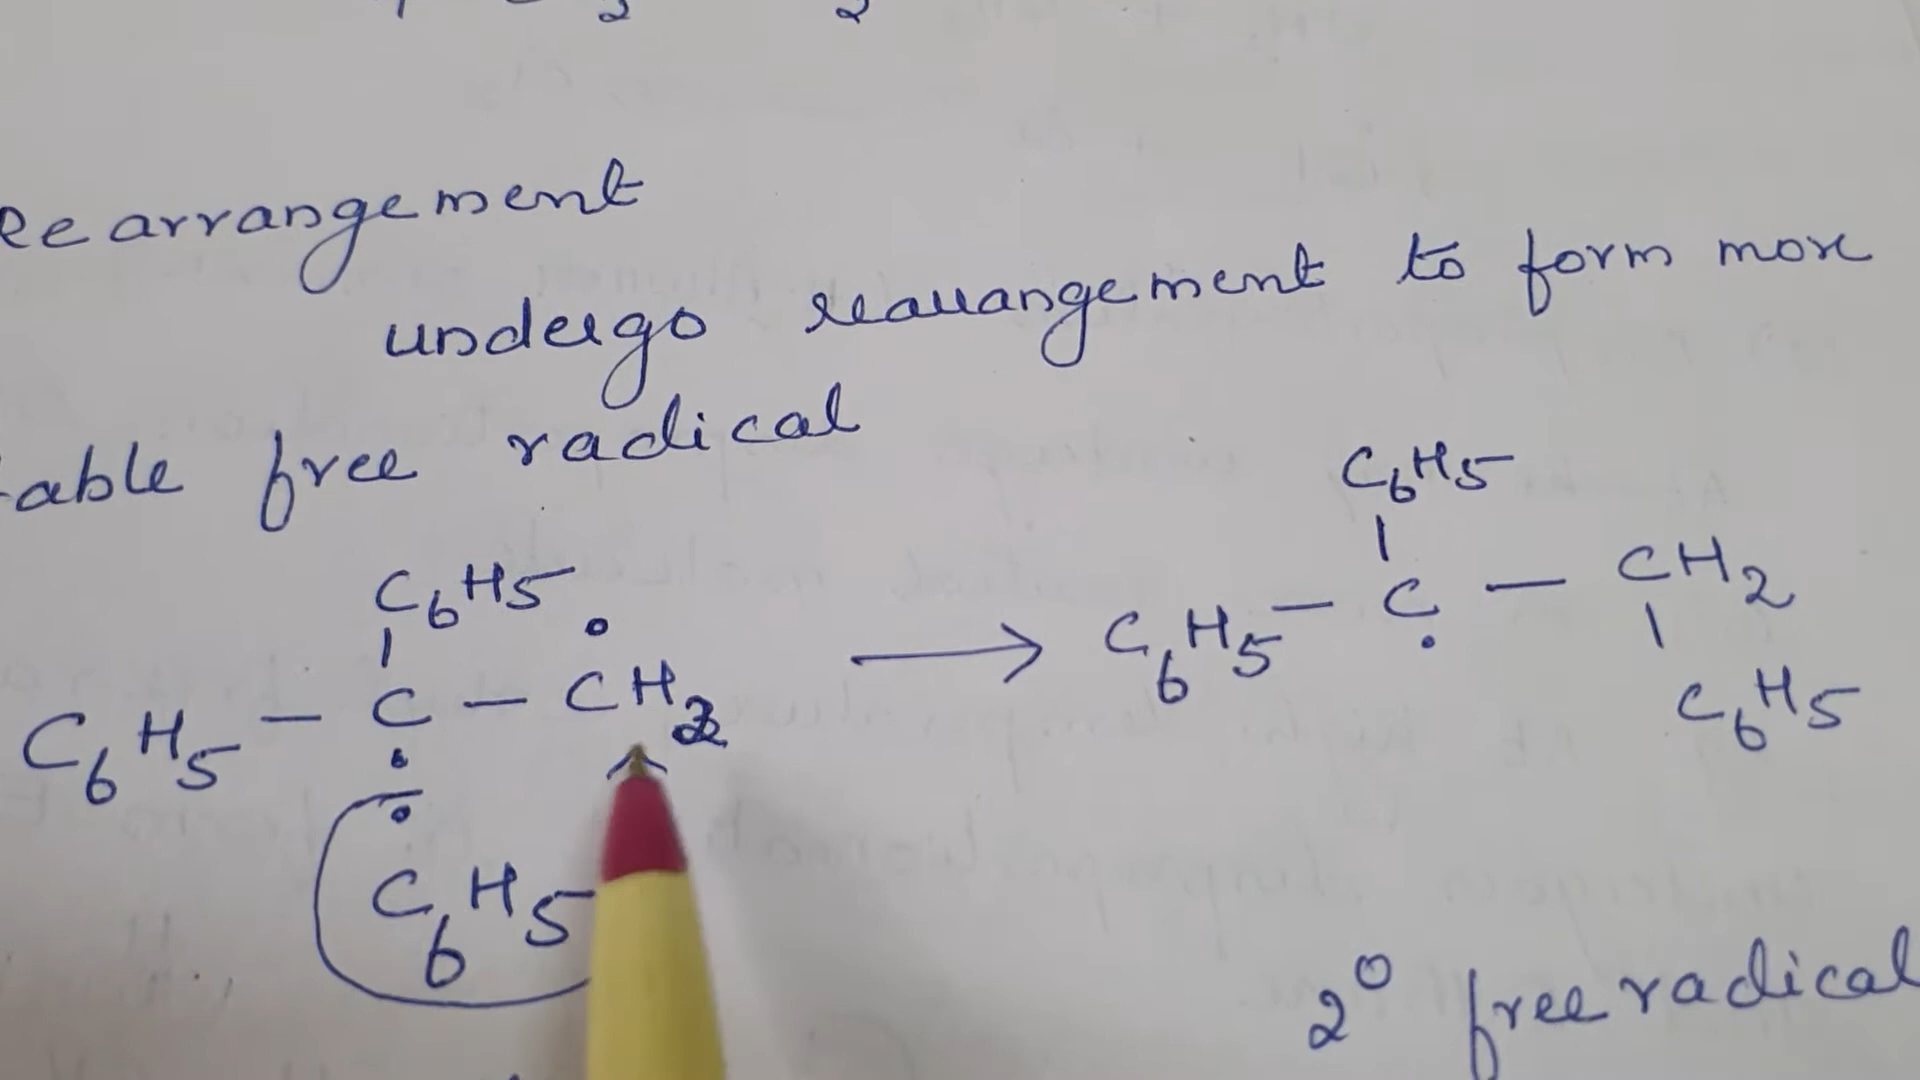 Rearrangement
undergo rearrangement to form more
able free radical
C6H5
C6H5
C6H5 - C - CH2 → C6H5 - C - CH2
C6H5
C6H5
2° free radical